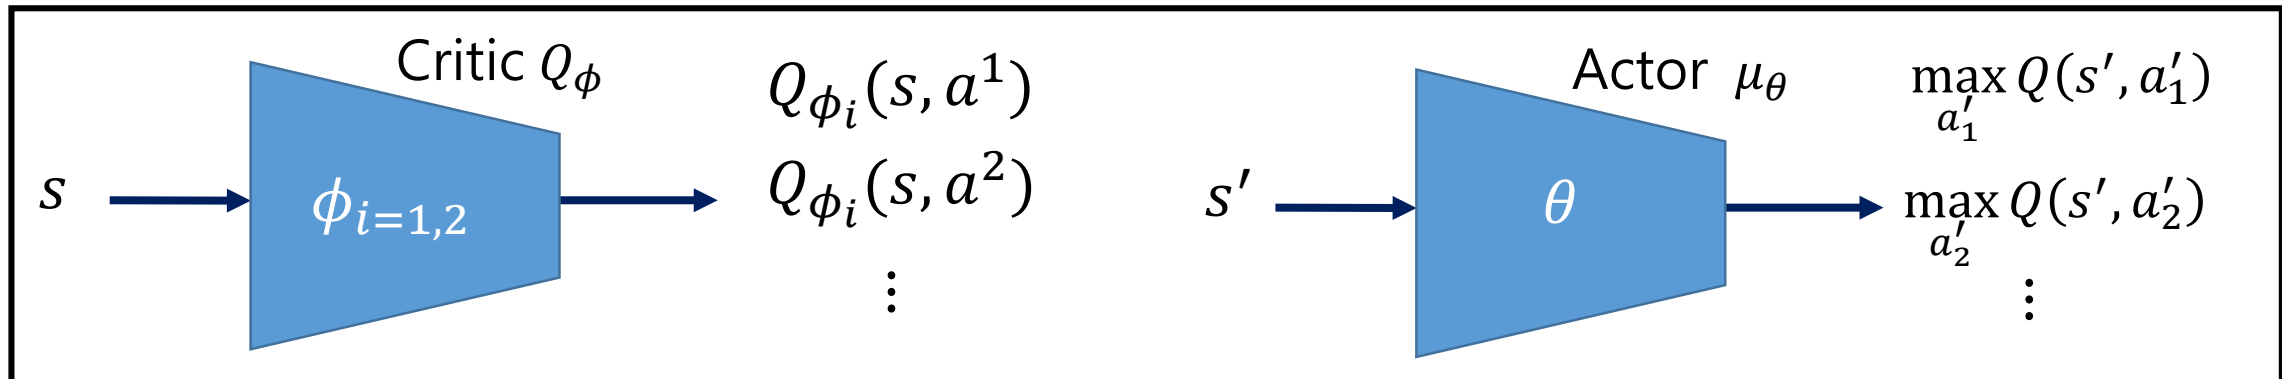 Critic Q_ϕ
s
ϕ_{i=1,2}
Q_{ϕ_i}(s, a^1)
Q_{ϕ_i}(s, a^2)
⋮
Actor μ_θ
s′
θ
max_{a′_1} Q(s′, a′_1)
max_{a′_2} Q(s′, a′_2)
⋮